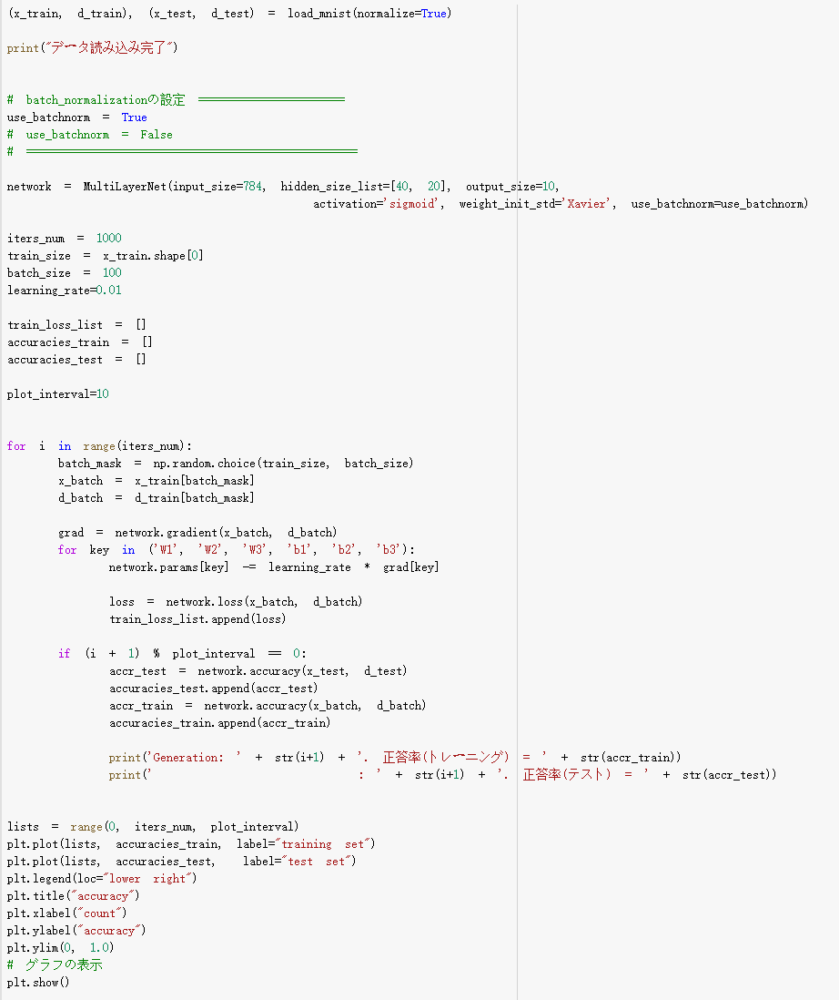 (x_train, d_train), (x_test, d_test) = load_mnist(normalize=True)
print("データ読み込み完了")
# batch_normalizationの設定 =======================
use_batchnorm = True
# use_batchnorm = False
# ====================================================
network = MultiLayerNet(input_size=784, hidden_size_list=[40, 20], output_size=10,
activation='sigmoid', weight_init_std='Xavier', use_batchnorm=use_batchnorm)
iters_num = 1000
train_size = x_train.shape[0]
batch_size = 100
learning_rate=0.01
train_loss_list = []
accuracies_train = []
accuracies_test = []
plot_interval=10
for i in range(iters_num):
batch_mask = np.random.choice(train_size, batch_size)
x_batch = x_train[batch_mask]
d_batch = d_train[batch_mask]
grad = network.gradient(x_batch, d_batch)
for key in ('W1', 'W2', 'W3', 'b1', 'b2', 'b3'):
network.params[key] -= learning_rate * grad[key]
loss = network.loss(x_batch, d_batch)
train_loss_list.append(loss)
if (i + 1) % plot_interval == 0:
accr_test = network.accuracy(x_test, d_test)
accuracies_test.append(accr_test)
accr_train = network.accuracy(x_batch, d_batch)
accuracies_train.append(accr_train)
print('Generation: ' + str(i+1) + '. 正答率(トレーニング) = ' + str(accr_train))
print('                : ' + str(i+1) + '. 正答率(テスト) = ' + str(accr_test))
lists = range(0, iters_num, plot_interval)
plt.plot(lists, accuracies_train, label="training set")
plt.plot(lists, accuracies_test,  label="test set")
plt.legend(loc="lower right")
plt.title("accuracy")
plt.xlabel("count")
plt.ylabel("accuracy")
plt.ylim(0, 1.0)
# グラフの表示
plt.show()